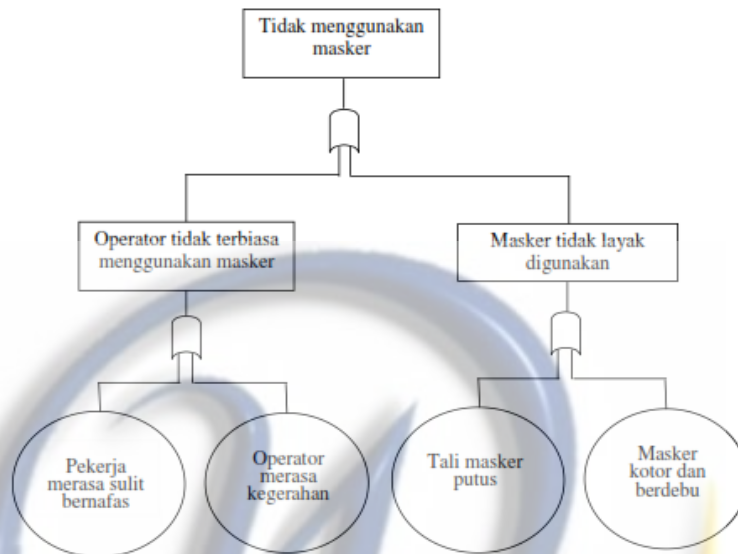 Tidak menggunakan
masker
Operator tidak terbiasa
menggunakan masker
Masker tidak layak
digunakan
Pekerja
merasa sulit
bernafas
Operator
merasa
kegerahan
Tali masker
putus
Masker
kotor dan
berdebu